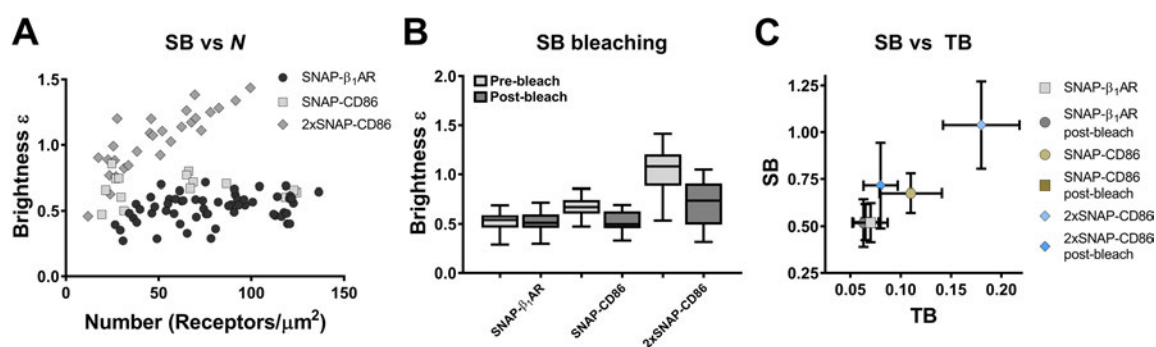 A
SB vs N
Brightness ε
1.5
1.0
0.5
0.0
0
50
100
150
Number (Receptors/μm²)
SNAP-β₁AR
SNAP-CD86
2xSNAP-CD86
B
SB bleaching
Brightness ε
2.0
1.5
1.0
0.5
0.0
Pre-bleach
Post-bleach
SNAP-β₁AR
SNAP-CD86
2xSNAP-CD86
C
SB vs TB
SB
1.25
1.00
0.75
0.50
0.25
0.05
0.10
0.15
0.20
TB
SNAP-β₁AR
SNAP-β₁AR
post-bleach
SNAP-CD86
SNAP-CD86
post-bleach
2xSNAP-CD86
2xSNAP-CD86
post-bleach